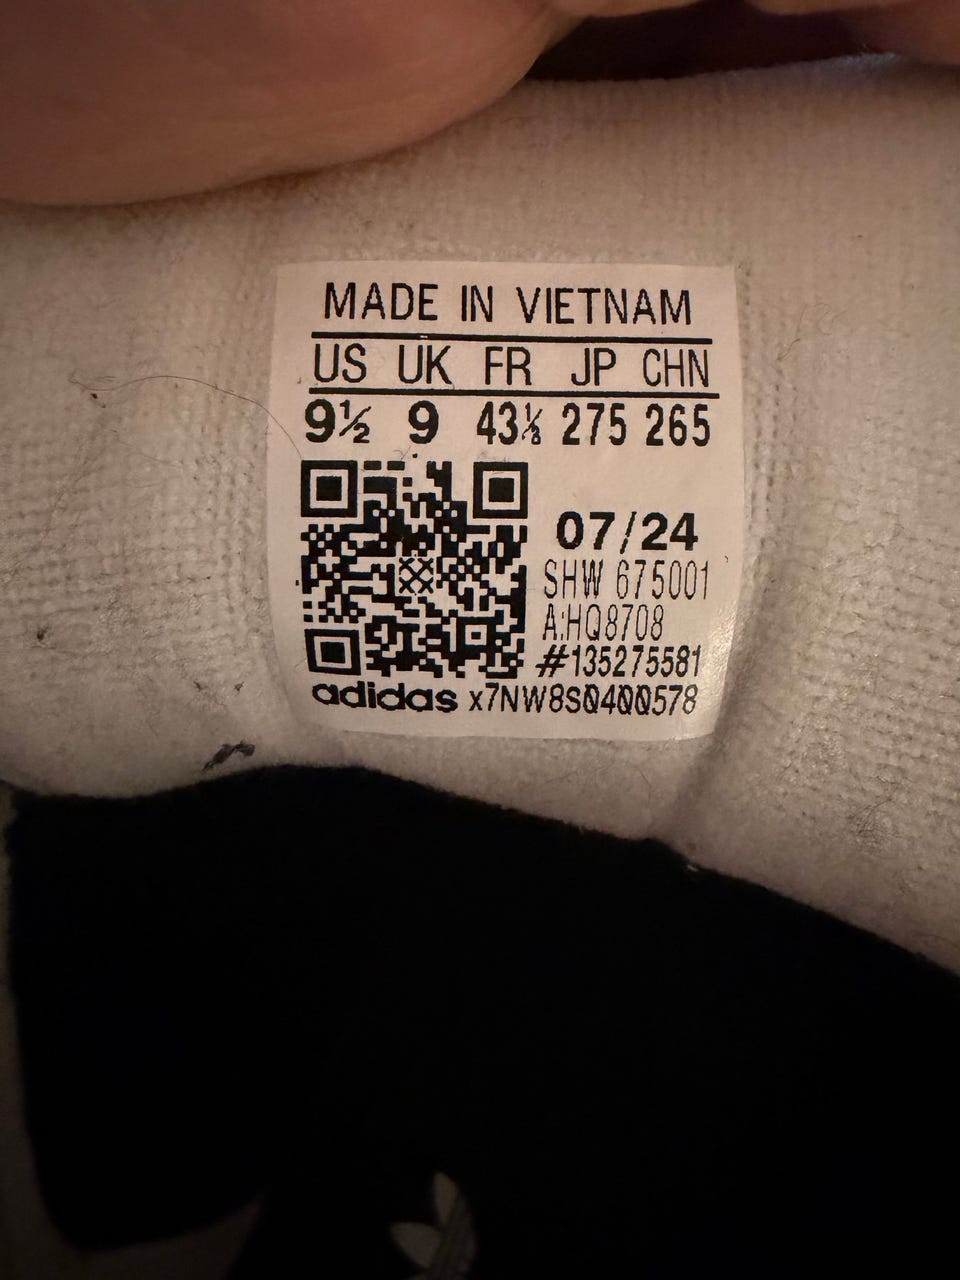 MADE IN VIETNAM
US UK FR JP CHN
9½ 9 43⅓ 275 265
07/24
SHW 675001
A:HQ8708
#135275581
adidas x7NW8S0400578